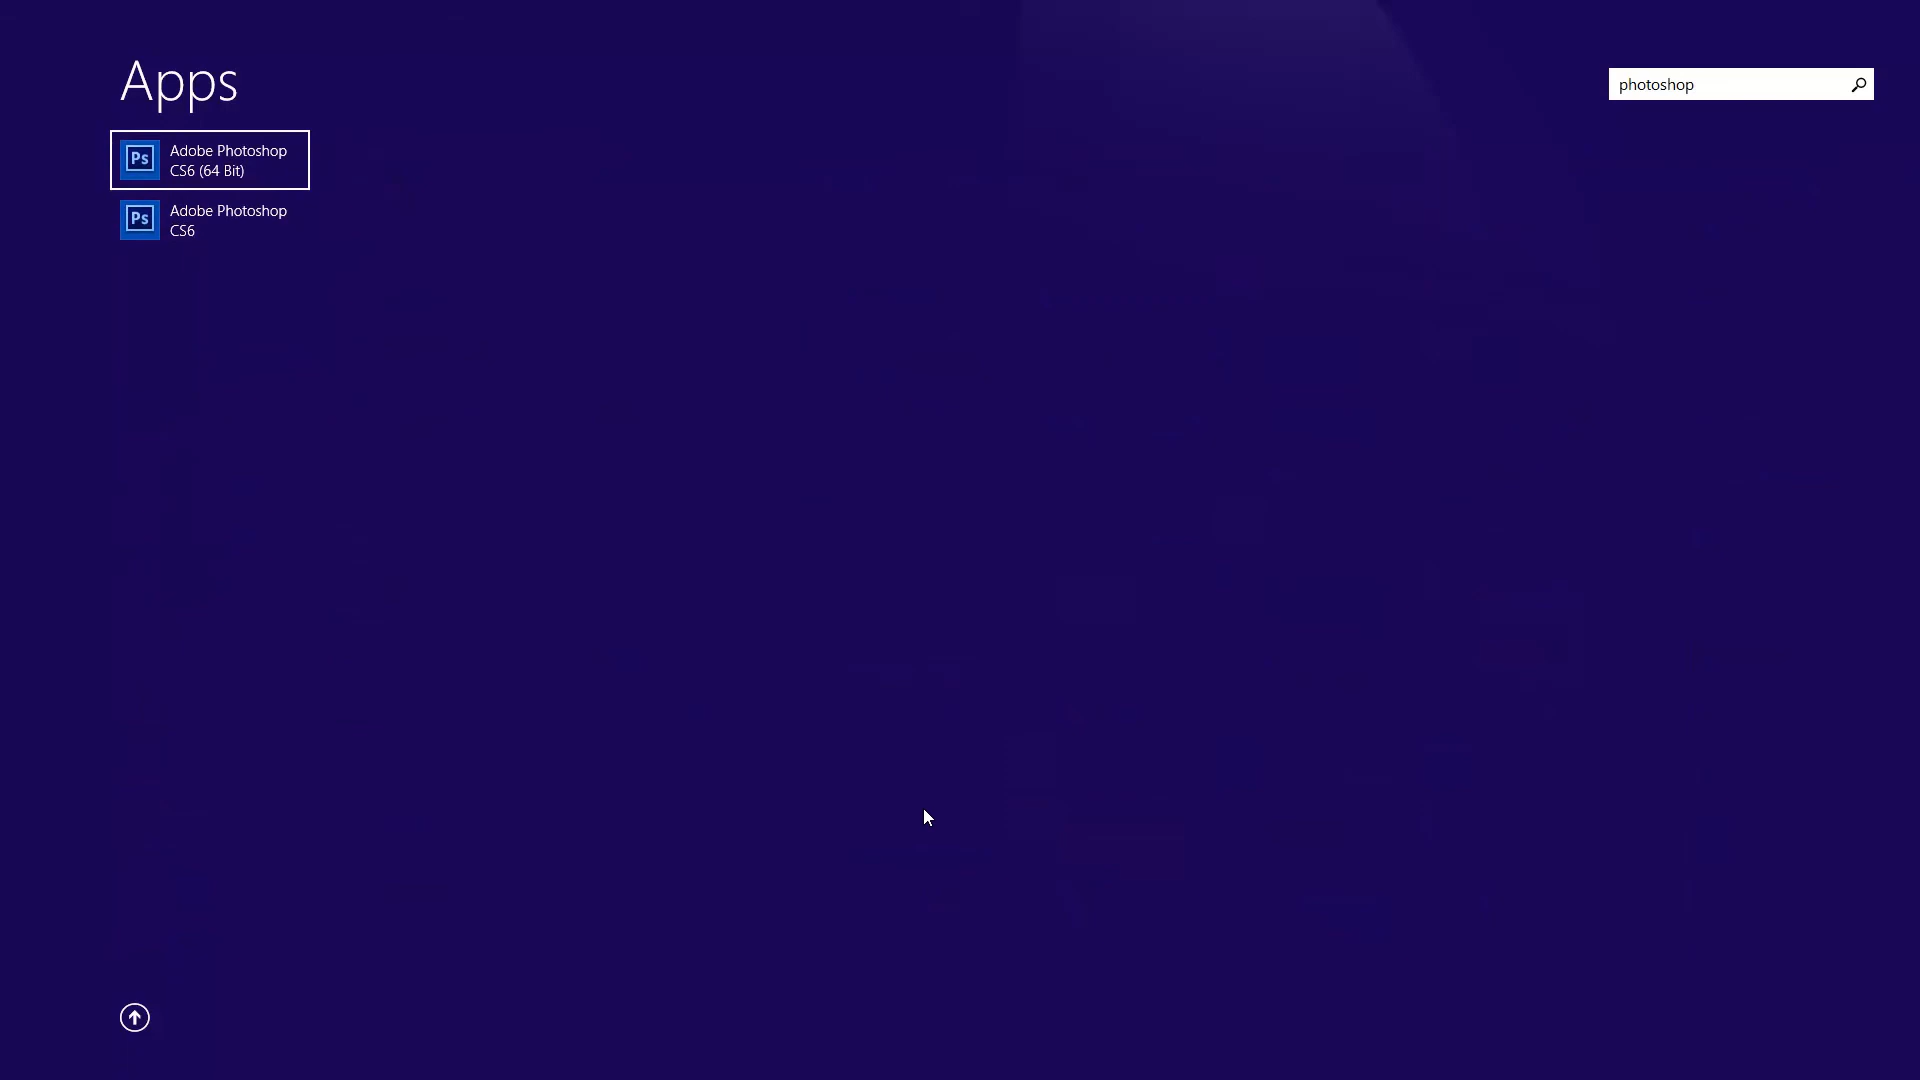 Apps
photoshop
Ps
Adobe Photoshop
CS6 (64 Bit)
Ps
Adobe Photoshop
CS6